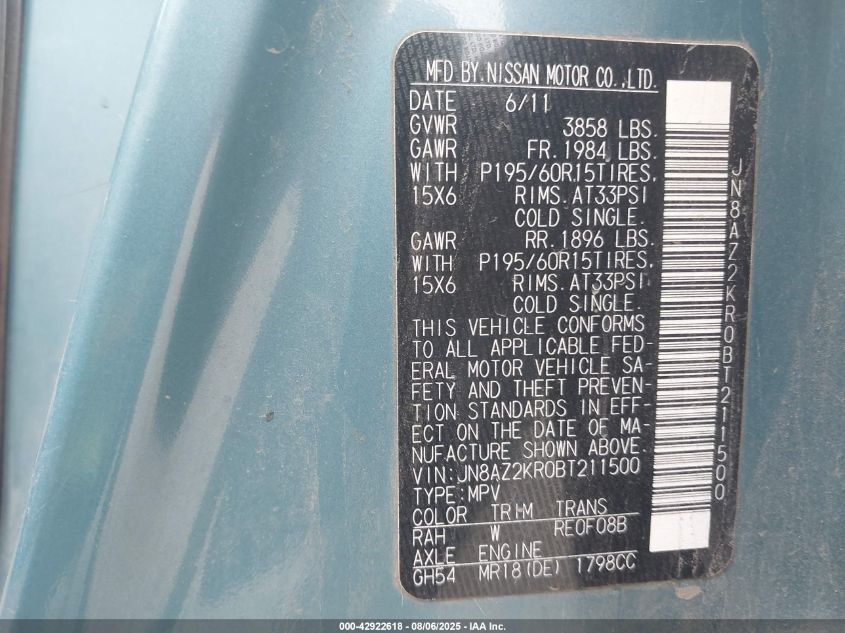 MFD BY.NISSAN MOTOR CO.,LTD.
DATE 6/11
GVWR 3858 LBS.
GAWR FR.1984 LBS.
WITH P195/60R15TIRES.
15X6 RIMS.AT33PSI
COLD SINGLE.
GAWR RR.1896 LBS.
WITH P195/60R15TIRES.
15X6 RIMS.AT33PSI
COLD SINGLE.
THIS VEHICLE CONFORMS
TO ALL APPLICABLE FED-
ERAL MOTOR VEHICLE SA-
FETY AND THEFT PREVEN-
TION STANDARDS IN EFF-
ECT ON THE DATE OF MA-
NUFACTURE SHOWN ABOVE.
VIN:JN8AZ2KR0BT211500
TYPE:MPV
COLOR TRIM TRANS
RAH W RE0F08B
AXLE ENGINE
GH54 MR18(DE) 1798CC
JN8AZ2KR0BT211500
000-42922618 - 08/06/2025 - IAA Inc.